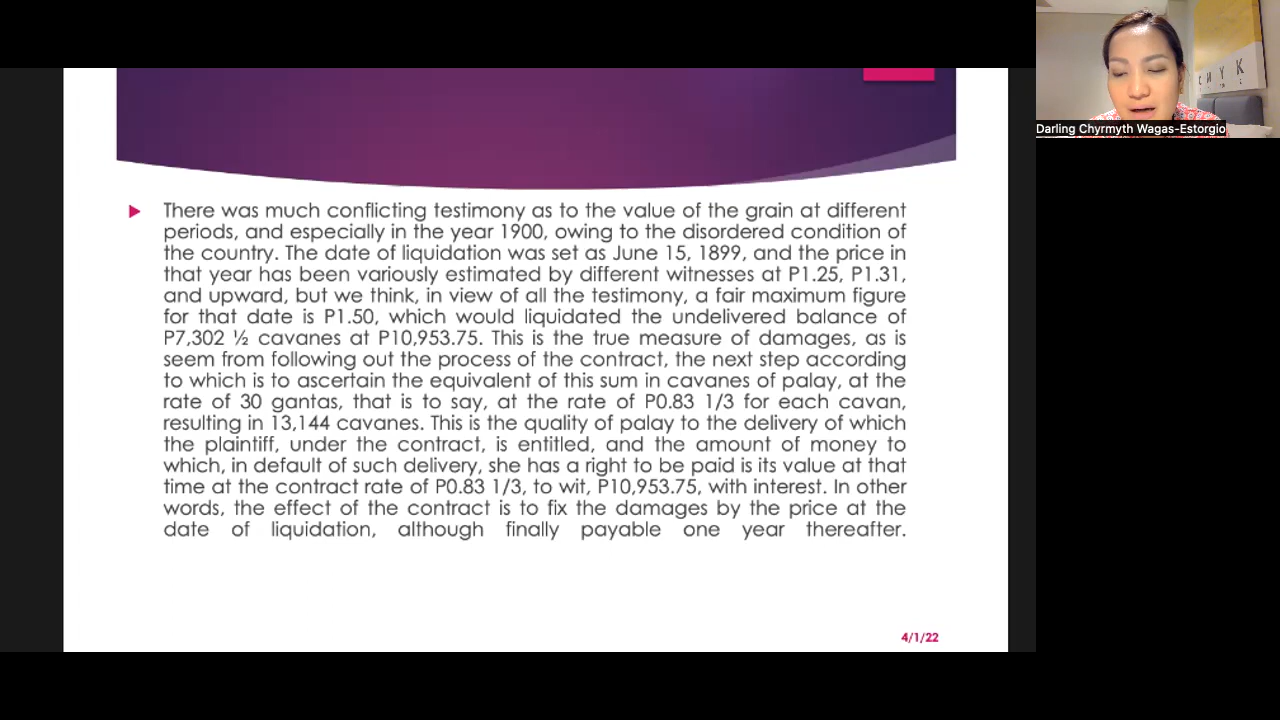 There was much conflicting testimony as to the value of the grain at different
periods, and especially in the year 1900, owing to the disordered condition of
the country. The date of liquidation was set as June 15, 1899, and the price in
that year has been variously estimated by different witnesses at P1.25, P1.31,
and upward, but we think, in view of all the testimony, a fair maximum figure
for that date is P1.50, which would liquidated the undelivered balance of
P7,302 ½ cavanes at P10,953.75. This is the true measure of damages, as is
seem from following out the process of the contract, the next step according
to which is to ascertain the equivalent of this sum in cavanes of palay, at the
rate of 30 gantas, that is to say, at the rate of P0.83 1/3 for each cavan,
resulting in 13,144 cavanes. This is the quality of palay to the delivery of which
the plaintiff, under the contract, is entitled, and the amount of money to
which, in default of such delivery, she has a right to be paid is its value at that
time at the contract rate of P0.83 1/3, to wit, P10,953.75, with interest. In other
words, the effect of the contract is to fix the damages by the price at the
date of liquidation, although finally payable one year thereafter.
4/1/22
H Y K
Darling Chyrmyth Wagas-Estorgio